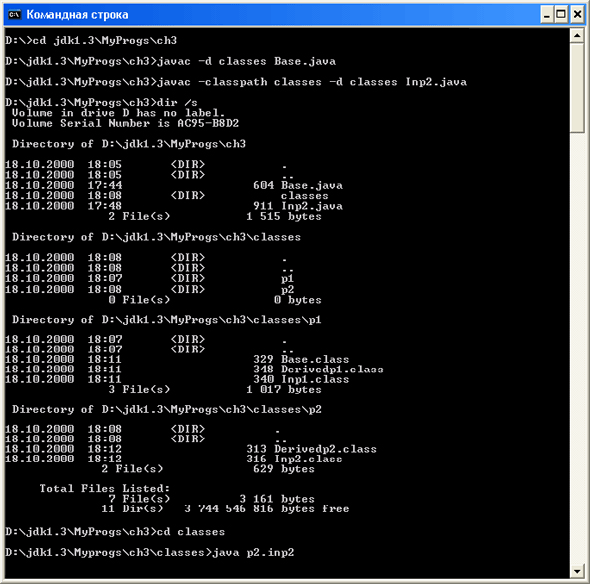 Командная строка
D:\>cd jdk1.3\MyProgs\ch3
D:\jdk1.3\MyProgs\ch3>javac -d classes Base.java
D:\jdk1.3\MyProgs\ch3>javac -classpath classes -d classes Inp2.java
D:\jdk1.3\MyProgs\ch3>dir /s
Volume in drive D has no label.
Volume Serial Number is AC95-B8D2
Directory of D:\jdk1.3\MyProgs\ch3
18.10.2000 18:05 <DIR> .
18.10.2000 18:05 <DIR> ..
18.10.2000 17:44 604 Base.java
18.10.2000 18:08 <DIR> classes
18.10.2000 17:48 911 Inp2.java
2 File(s) 1 515 bytes
Directory of D:\jdk1.3\MyProgs\ch3\classes
18.10.2000 18:08 <DIR> .
18.10.2000 18:08 <DIR> ..
18.10.2000 18:07 <DIR> p1
18.10.2000 18:08 <DIR> p2
0 File(s) 0 bytes
Directory of D:\jdk1.3\MyProgs\ch3\classes\p1
18.10.2000 18:07 <DIR> .
18.10.2000 18:07 <DIR> ..
18.10.2000 18:11 329 Base.class
18.10.2000 18:11 348 Derivedp1.class
18.10.2000 18:11 340 Inp1.class
3 File(s) 1 017 bytes
Directory of D:\jdk1.3\MyProgs\ch3\classes\p2
18.10.2000 18:08 <DIR> .
18.10.2000 18:08 <DIR> ..
18.10.2000 18:12 313 Derivedp2.class
18.10.2000 18:12 316 Inp2.class
2 File(s) 629 bytes
Total Files Listed:
7 File(s) 3 161 bytes
11 Dir(s) 3 744 546 816 bytes free
D:\jdk1.3\Myprogs\ch3>cd classes
D:\jdk1.3\Myprogs\ch3\classes>java p2.inp2